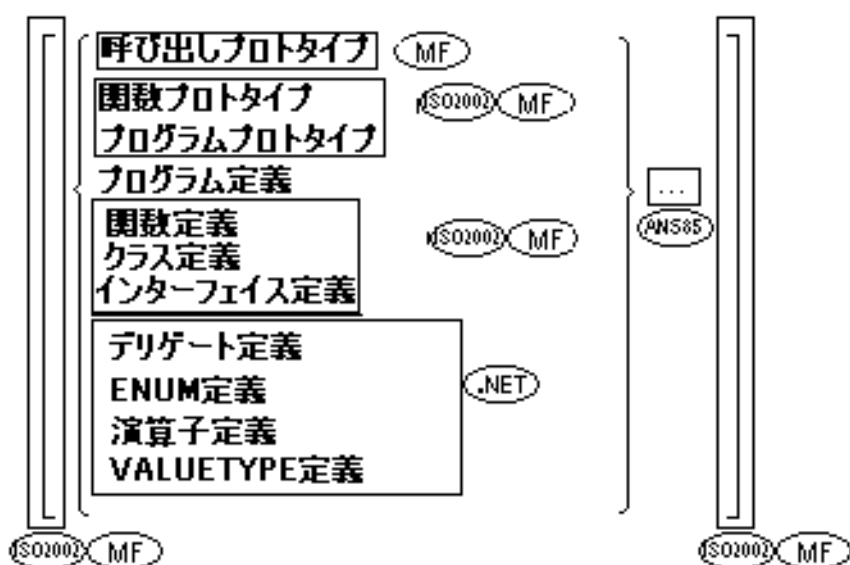 呼び出しプロトタイプ MF
関数プロトタイプ ISO2002 MF
プログラムプロトタイプ
プログラム定義 ...
関数定義 ANS85
クラス定義 ISO2002 MF
インターフェイス定義
デリゲート定義
ENUM定義 .NET
演算子定義
VALUETYPE定義
ISO2002 MF ISO2002 MF